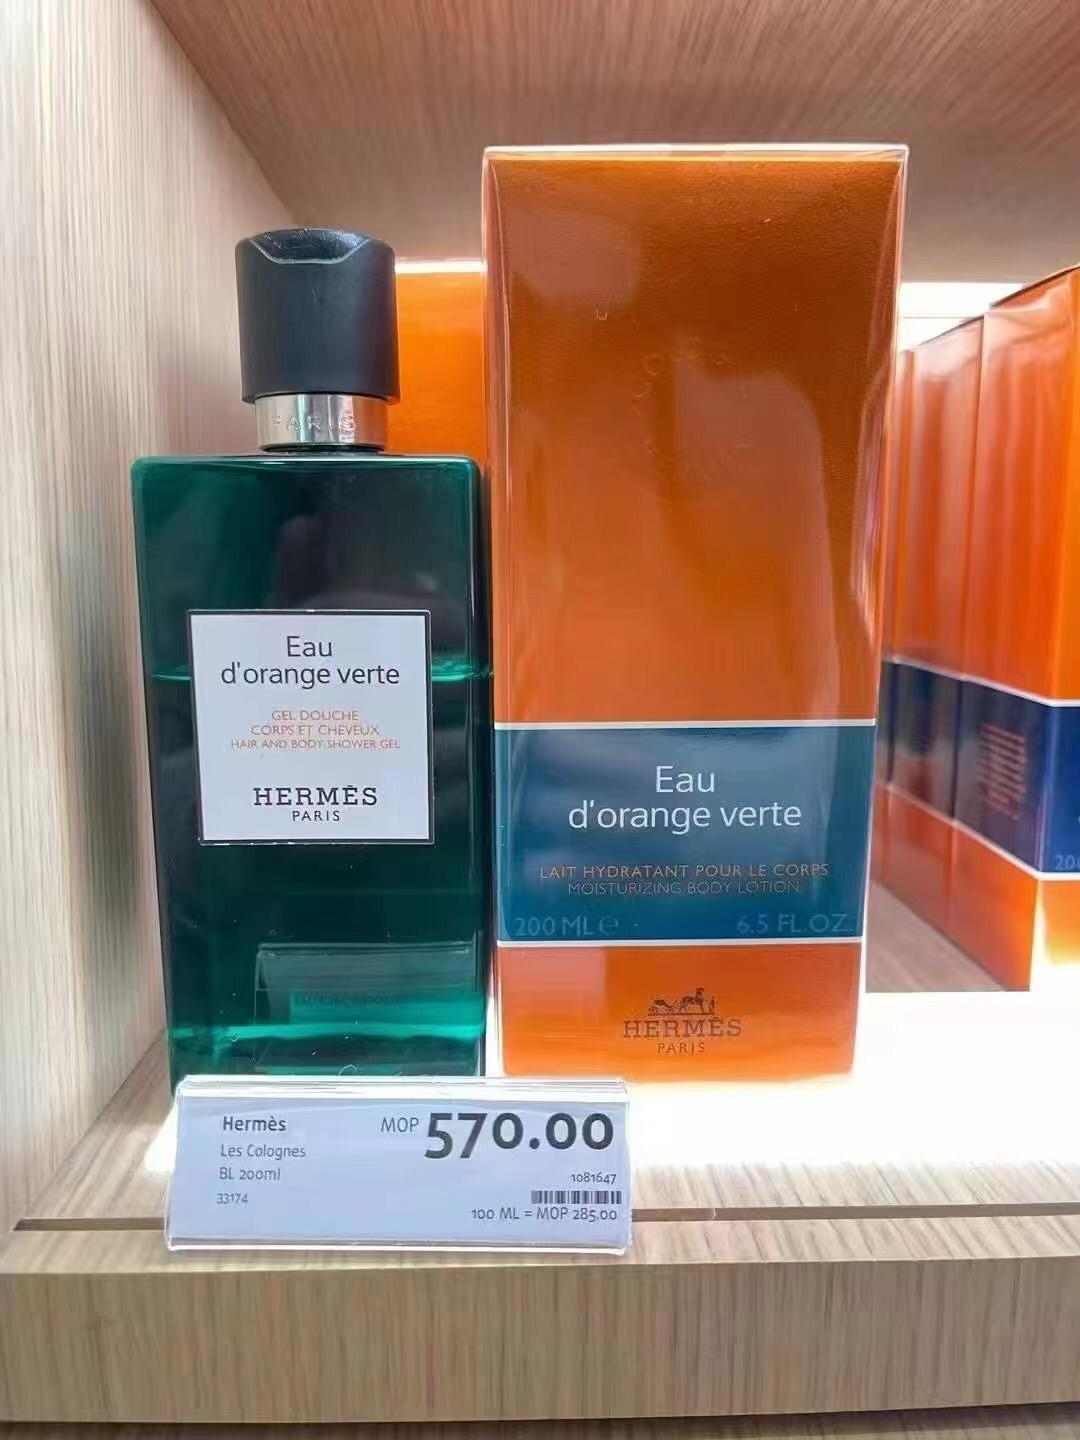 PARIS
Eau
d'orange verte
GEL DOUCHE
CORPS ET CHEVEUX
HAIR AND BODY SHOWER GEL
HERMÈS
PARIS
Eau
d'orange verte
LAIT HYDRATANT POUR LE CORPS
MOISTURIZING BODY LOTION
200 ML e 6.5 FL.OZ.
HERMÈS
PARIS
Hermès
Les Colognes
BL 200ml
33174
MOP 570.00
1081647
100 ML = MOP 285.00